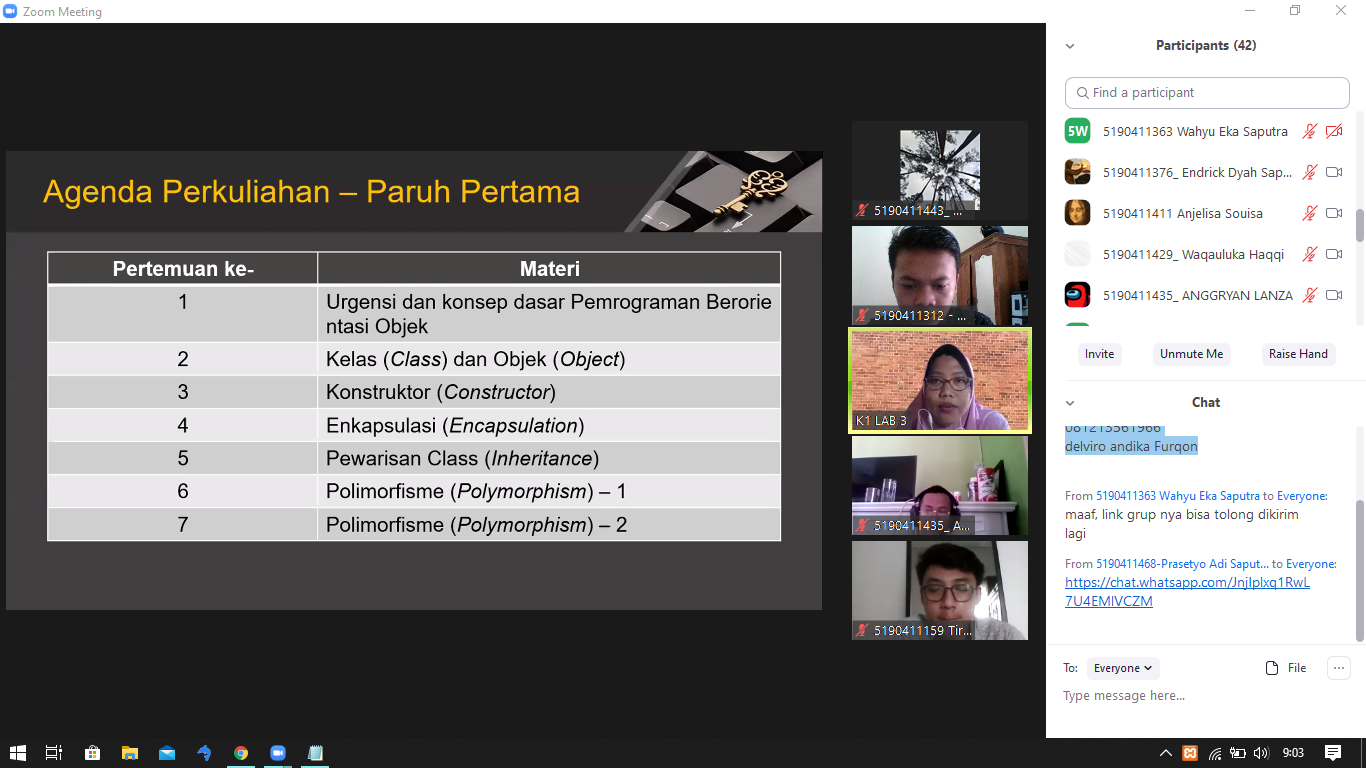 Zoom Meeting
Agenda Perkuliahan – Paruh Pertama
Pertemuan ke- Materi
1 Urgensi dan konsep dasar Pemrograman Berorie
ntasi Objek
2 Kelas (Class) dan Objek (Object)
3 Konstruktor (Constructor)
4 Enkapsulasi (Encapsulation)
5 Pewarisan Class (Inheritance)
6 Polimorfisme (Polymorphism) – 1
7 Polimorfisme (Polymorphism) – 2
5190411443_ ...
5190411312 - ...
K1 LAB 3
5190411435_ A...
5190411159 Tir...
Participants (42)
Find a participant
5W 5190411363 Wahyu Eka Saputra
5190411376_ Endrick Dyah Sap...
5190411411 Anjelisa Souisa
5190411429_ Waqauluka Haqqi
5190411435_ ANGGRYAN LANZA
Invite Unmute Me Raise Hand
Chat
081213561966
delviro andika Furqon
From 5190411363 Wahyu Eka Saputra to Everyone:
maaf, link grup nya bisa tolong dikirim
lagi
From 5190411468-Prasetyo Adi Saput... to Everyone:
https://chat.whatsapp.com/JnjIplxq1RwL
7U4EMlVCZM
To: Everyone File
Type message here...
9:03